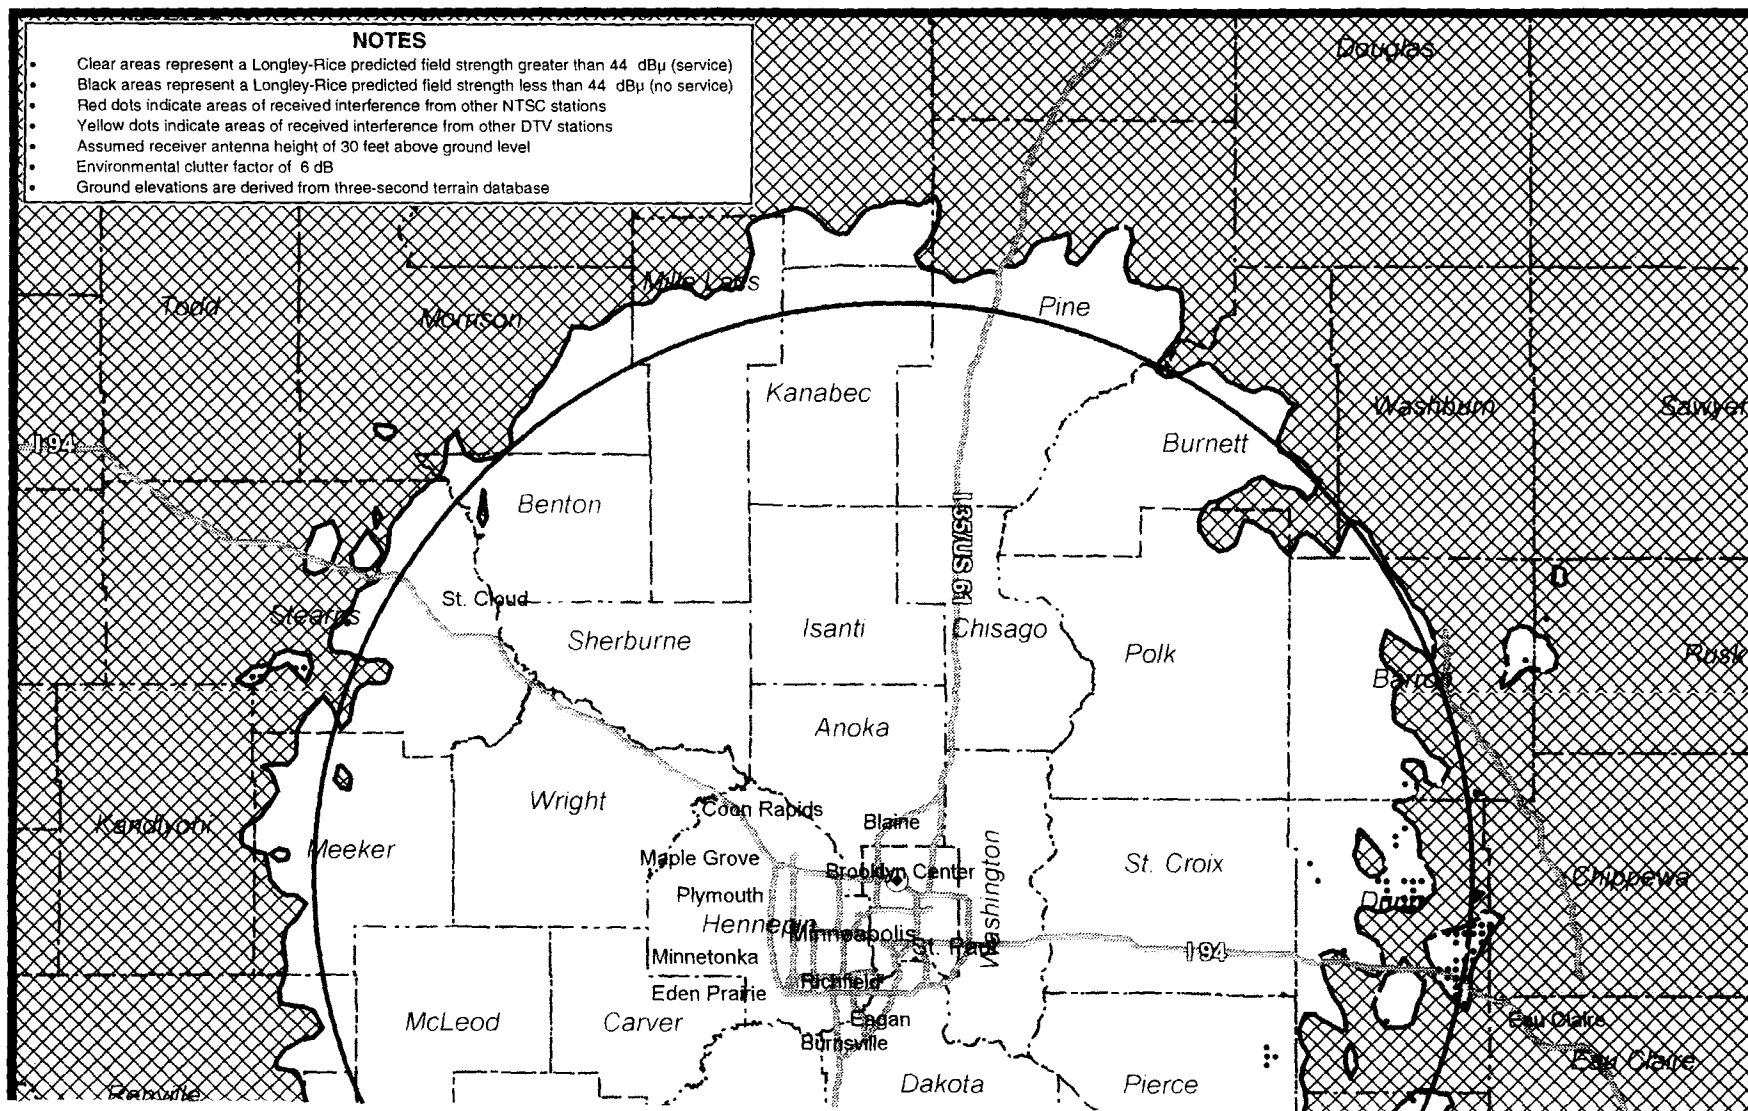 NOTES
• Clear areas represent a Longley-Rice predicted field strength greater than 44 dBµ (service)
• Black areas represent a Longley-Rice predicted field strength less than 44 dBµ (no service)
• Red dots indicate areas of received interference from other NTSC stations
• Yellow dots indicate areas of received interference from other DTV stations
• Assumed receiver antenna height of 30 feet above ground level
• Environmental clutter factor of 6 dB
• Ground elevations are derived from three-second terrain database
Douglas
Mille Lacs
Todd
Morrison
Pine
Kanabec
Washburn
Sawyer
I 94
Burnett
Benton
I 35/US 61
St. Cloud
Stearns
Sherburne
Isanti
Chisago
Polk
Rusk
Barron
Anoka
Wright
Coon Rapids
Blaine
Kandiyohi
Meeker
Maple Grove
Brooklyn Center
Washington
St. Croix
Chippewa
Plymouth
Dunn
Hennepin
Minneapolis
St. Paul
I 94
Minnetonka
Richfield
Eden Prairie
McLeod
Carver
Eagan
Eau Claire
Burnsville
Eau Claire
Renville
Dakota
Pierce